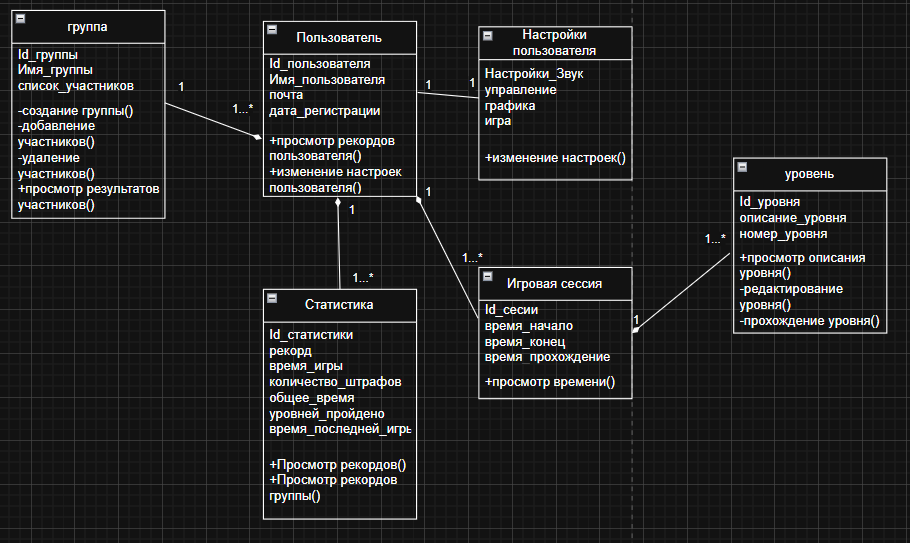 группа
Id_группы
Имя_группы
список_участников
-создание группы()
-добавление
участников()
-удаление
участников()
+просмотр результатов
участников()
1
1...*
Пользователь
Id_пользователя
Имя_пользователя
почта
дата_регистрации
+просмотр рекордов
пользователя()
+изменение настроек
пользователя()
1
1
Настройки
пользователя
Настройки_Звук
управление
графика
игра
+изменение настроек()
1
1...*
1
1...*
Статистика
Id_статистики
рекорд
время_игры
количество_штрафов
общее_время
уровней_пройдено
время_последней_игры
+Просмотр рекордов()
+Просмотр рекордов
группы()
Игровая сессия
Id_сесии
время_начало
время_конец
время_прохождение
+просмотр времени()
1
1...*
уровень
Id_уровня
описание_уровня
номер_уровня
+просмотр описания
уровня()
-редактирование
уровня()
-прохождение уровня()